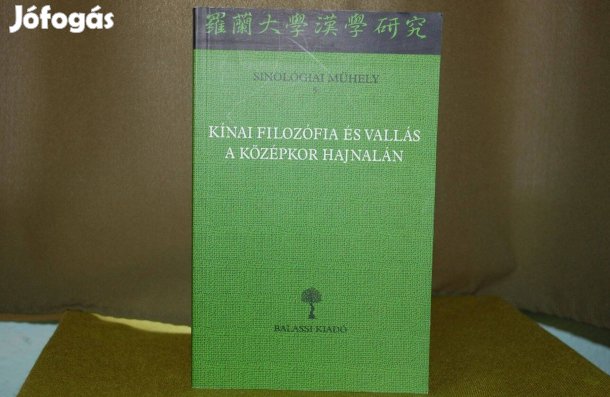 Jófogás
羅蘭大學漢學研究
SINOLÓGIAI MŰHELY
5
KÍNAI FILOZÓFIA ÉS VALLÁS
A KÖZÉPKOR HAJNALÁN
BALASSI KIADÓ